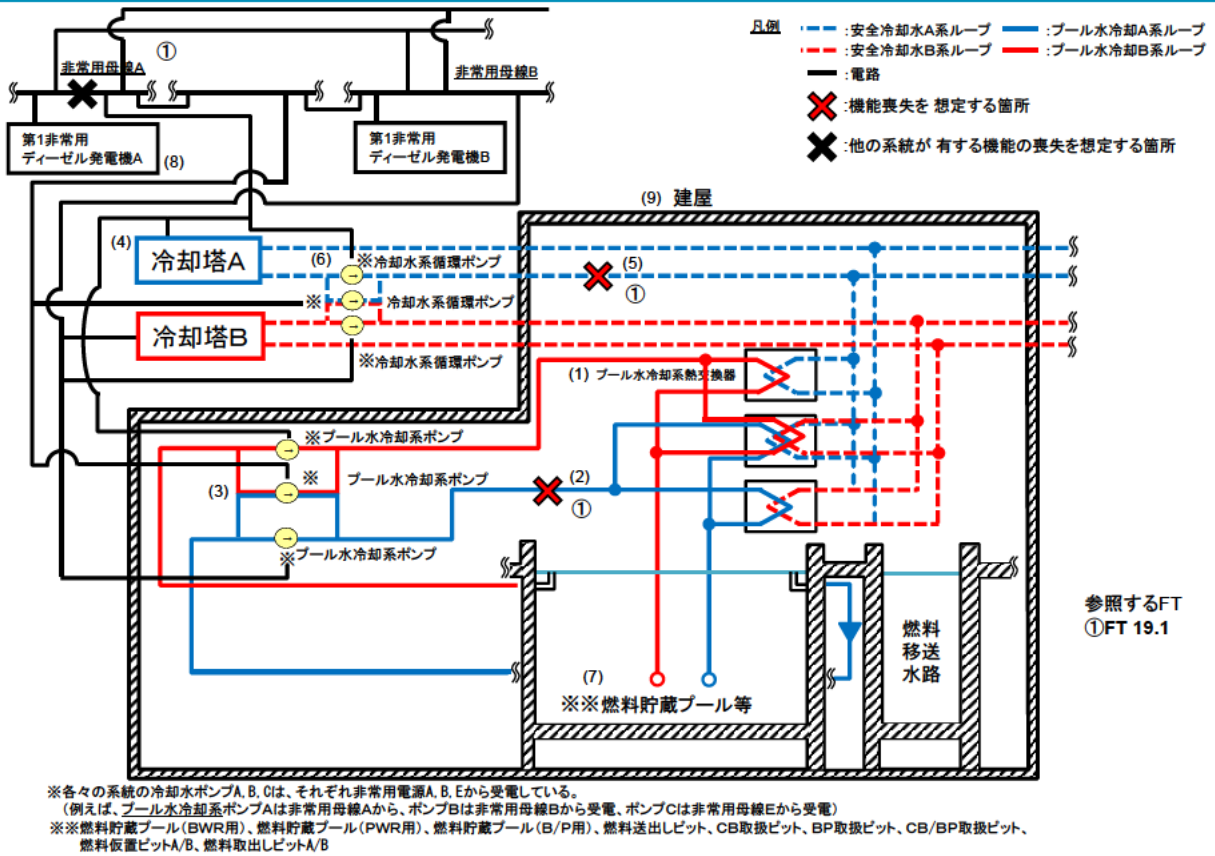 凡例
:安全冷却水A系ループ
:プール水冷却A系ループ
:安全冷却水B系ループ
:プール水冷却B系ループ
:電路
:機能喪失を 想定する箇所
:他の系統が 有する機能の喪失を想定する箇所
①
非常用母線A
非常用母線B
第1非常用
ディーゼル発電機A
(8)
第1非常用
ディーゼル発電機B
(9) 建屋
(4)
冷却塔A
(6)
※冷却水系循環ポンプ
(5)
①
※
冷却水系循環ポンプ
冷却塔B
※冷却水系循環ポンプ
(1) プール水冷却系熱交換器
※プール水冷却系ポンプ
(3)
※
プール水冷却系ポンプ
(2)
①
※プール水冷却系ポンプ
(7)
※※燃料貯蔵プール等
燃料
移送
水路
参照するFT
①FT 19.1
※各々の系統の冷却水ポンプA, B, Cは、それぞれ非常用電源A, B, Eから受電している。
(例えば、プール水冷却系ポンプAは非常用母線Aから、ポンプBは非常用母線Bから受電、ポンプCは非常用母線Eから受電)
※※燃料貯蔵プール(BWR用)、燃料貯蔵プール(PWR用)、燃料貯蔵プール(B/P用)、燃料送出しピット、CB取扱ピット、BP取扱ピット、CB/BP取扱ピット、
燃料仮置ピットA/B、燃料取出しピットA/B